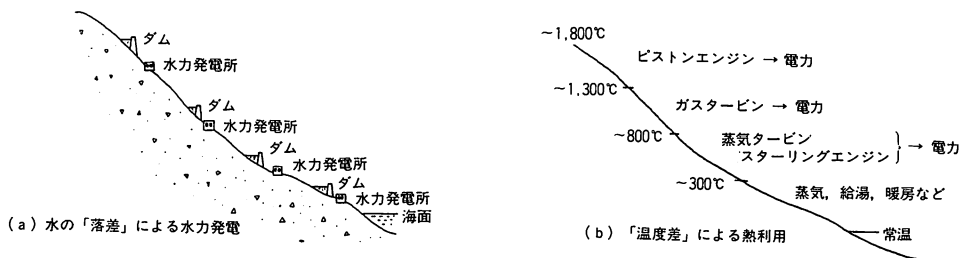 ダム
水力発電所
ダム
水力発電所
ダム
水力発電所
ダム
水力発電所
海面
(a)水の「落差」による水力発電
~1,800℃
ピストンエンジン → 電力
~1,300℃
ガスタービン → 電力
~800℃
蒸気タービン
スターリングエンジン → 電力
~300℃
蒸気,給湯,暖房など
常温
(b)「温度差」による熱利用